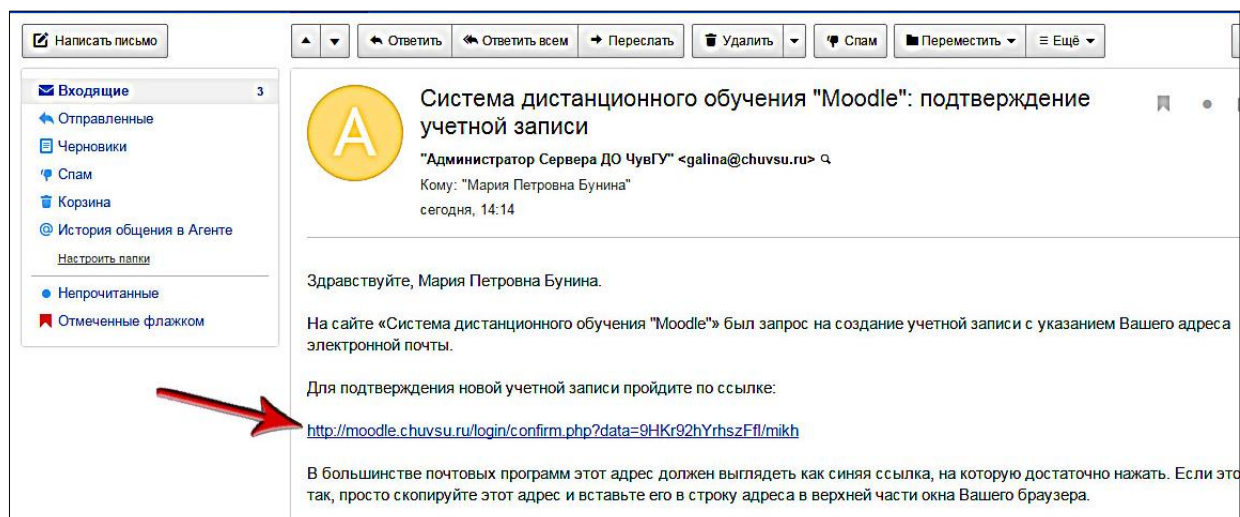 Написать письмо
Ответить
Ответить всем
Переслать
Удалить
Спам
Переместить
Ещё
Входящие 3
Отправленные
Черновики
Спам
Корзина
История общения в Агенте
Настроить папки
Непрочитанные
Отмеченные флажком
А
Система дистанционного обучения "Moodle": подтверждение
учетной записи
"Администратор Сервера ДО ЧувГУ" <galina@chuvsu.ru>
Кому: "Мария Петровна Бунина"
сегодня, 14:14
Здравствуйте, Мария Петровна Бунина.
На сайте «Система дистанционного обучения "Moodle"» был запрос на создание учетной записи с указанием Вашего адреса
электронной почты.
Для подтверждения новой учетной записи пройдите по ссылке:
http://moodle.chuvsu.ru/login/confirm.php?data=9HKr92hYrhszFfl/mikh
В большинстве почтовых программ этот адрес должен выглядеть как синяя ссылка, на которую достаточно нажать. Если это
так, просто скопируйте этот адрес и вставьте его в строку адреса в верхней части окна Вашего браузера.